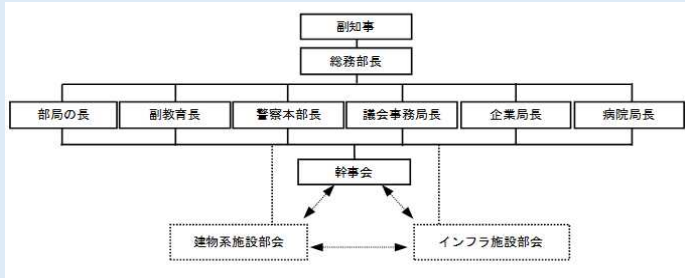 副知事
総務部長
部局の長
副教育長
警察本部長
議会事務局長
企業局長
病院局長
幹事会
建物系施設部会
インフラ施設部会